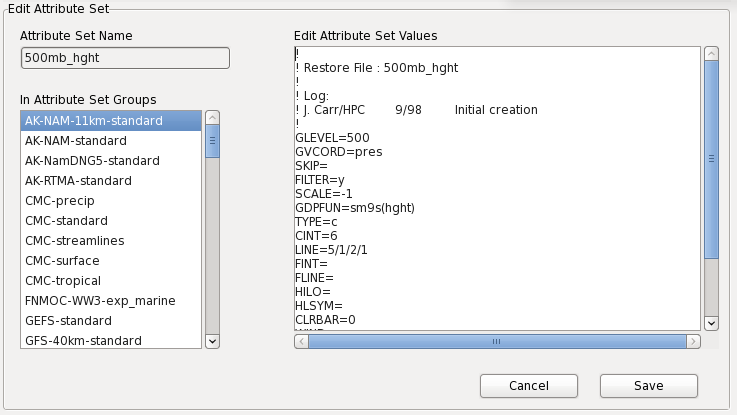 Edit Attribute Set
Attribute Set Name
500mb_hght
In Attribute Set Groups
AK-NAM-11km-standard
AK-NAM-standard
AK-NamDNG5-standard
AK-RTMA-standard
CMC-precip
CMC-standard
CMC-streamlines
CMC-surface
CMC-tropical
FNMOC-WW3-exp_marine
GEFS-standard
GFS-40km-standard
Edit Attribute Set Values
!
! Restore File : 500mb_hght
!
! Log:
! J. Carr/HPC 9/98 Initial creation
!
GLEVEL=500
GVCORD=pres
SKIP=
FILTER=y
SCALE=-1
GDPFUN=sm9s(hght)
TYPE=c
CINT=6
LINE=5/1/2/1
FINT=
FLINE=
HILO=
HLSYM=
CLRBAR=0
Cancel Save